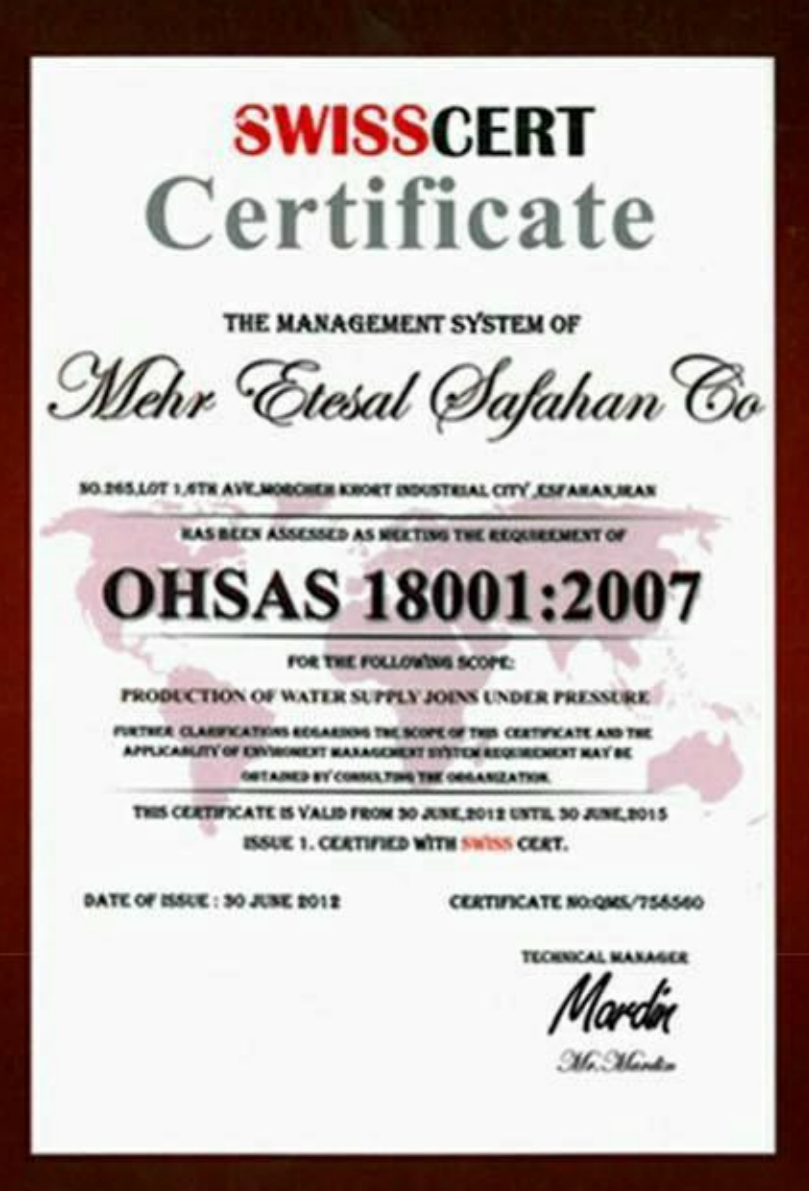 SWISSCERT
Certificate
THE MANAGEMENT SYSTEM OF
Mehr Etesal Safahan Co
NO.265,LOT 1,6TH AVE,MORCHEH KHORT INDUSTRIAL CITY ,ESFAHAN,IRAN
HAS BEEN ASSESSED AS MEETING THE REQUIREMENT OF
OHSAS 18001:2007
FOR THE FOLLOWING SCOPE:
PRODUCTION OF WATER SUPPLY JOINS UNDER PRESSURE
FURTHER CLARIFICATIONS REGARDING THE SCOPE OF THIS CERTIFICATE AND THE
APPLICABLITY OF ENVIROMENT MANAGEMENT SYSTEM REQUIREMENT MAY BE
OBTAINED BY CONSULTING THE ORGANIZATION.
THIS CERTIFICATE IS VALID FROM 30 JUNE,2012 UNTIL 30 JUNE,2015
ISSUE 1. CERTIFIED WITH SWISS CERT.
DATE OF ISSUE : 30 JUNE 2012
CERTIFICATE NO:QMS/758560
TECHNICAL MANAGER
Mardin
Mr.Mardin